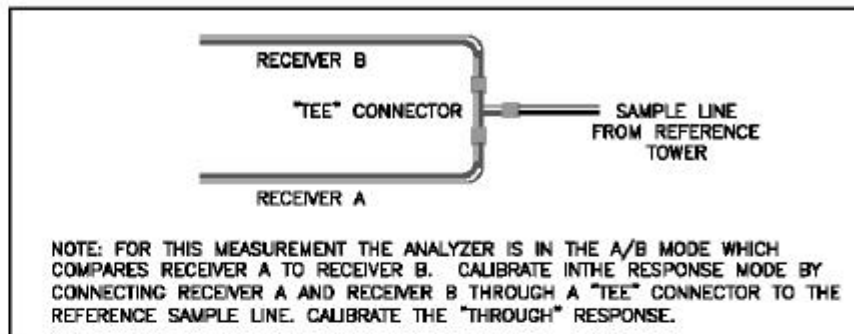 RECEIVER B
"TEE" CONNECTOR
SAMPLE LINE
FROM REFERENCE
TOWER
RECEIVER A
NOTE: FOR THIS MEASUREMENT THE ANALYZER IS IN THE A/B MODE WHICH
COMPARES RECEIVER A TO RECEIVER B. CALIBRATE INTHE RESPONSE MODE BY
CONNECTING RECEIVER A AND RECEIVER B THROUGH A "TEE" CONNECTOR TO THE
REFERENCE SAMPLE LINE. CALIBRATE THE "THROUGH" RESPONSE.